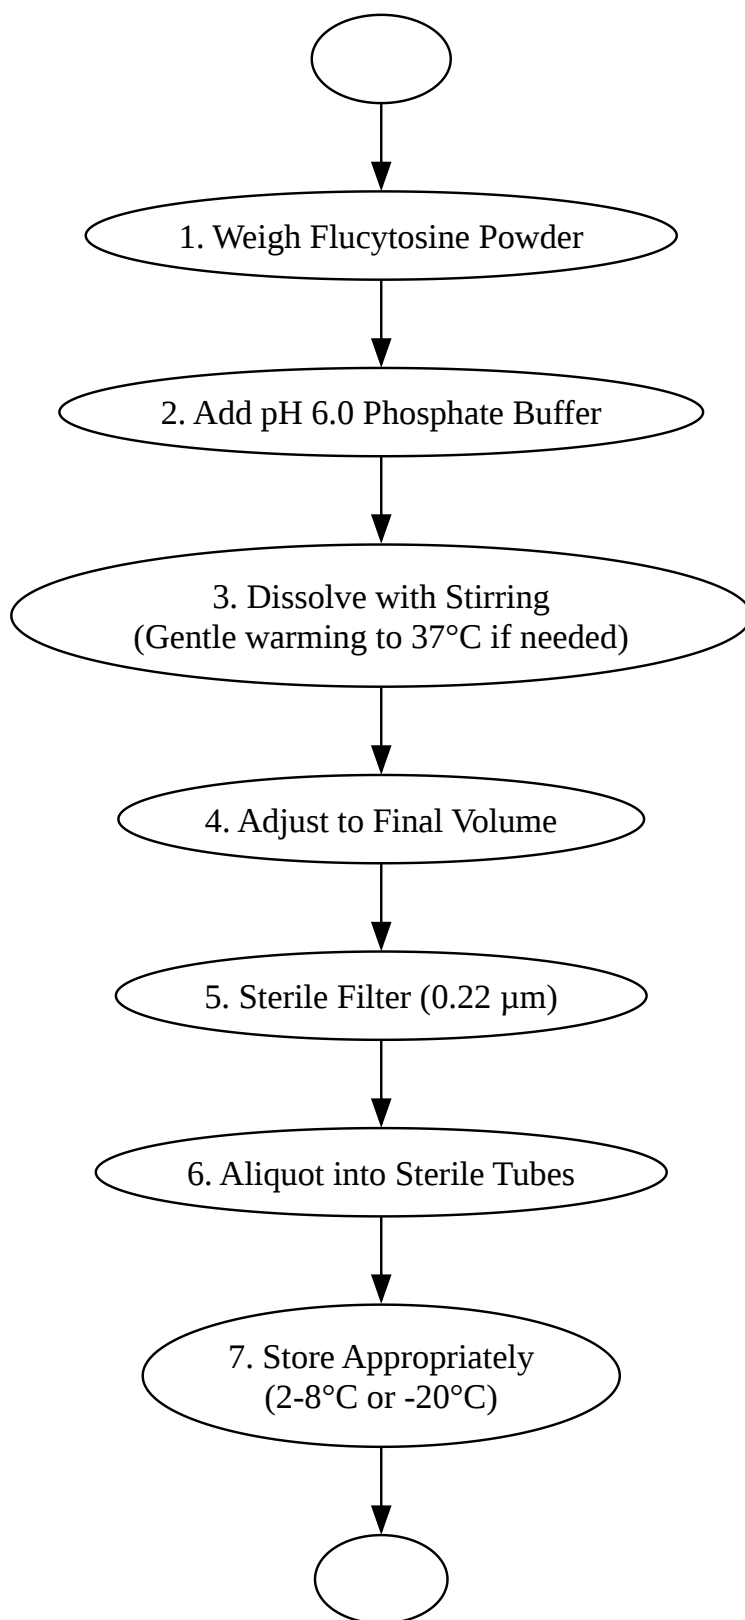 1. Weigh Flucytosine Powder
2. Add pH 6.0 Phosphate Buffer
3. Dissolve with Stirring
(Gentle warming to 37°C if needed)
4. Adjust to Final Volume
5. Sterile Filter (0.22 µm)
6. Aliquot into Sterile Tubes
7. Store Appropriately
(2-8°C or -20°C)